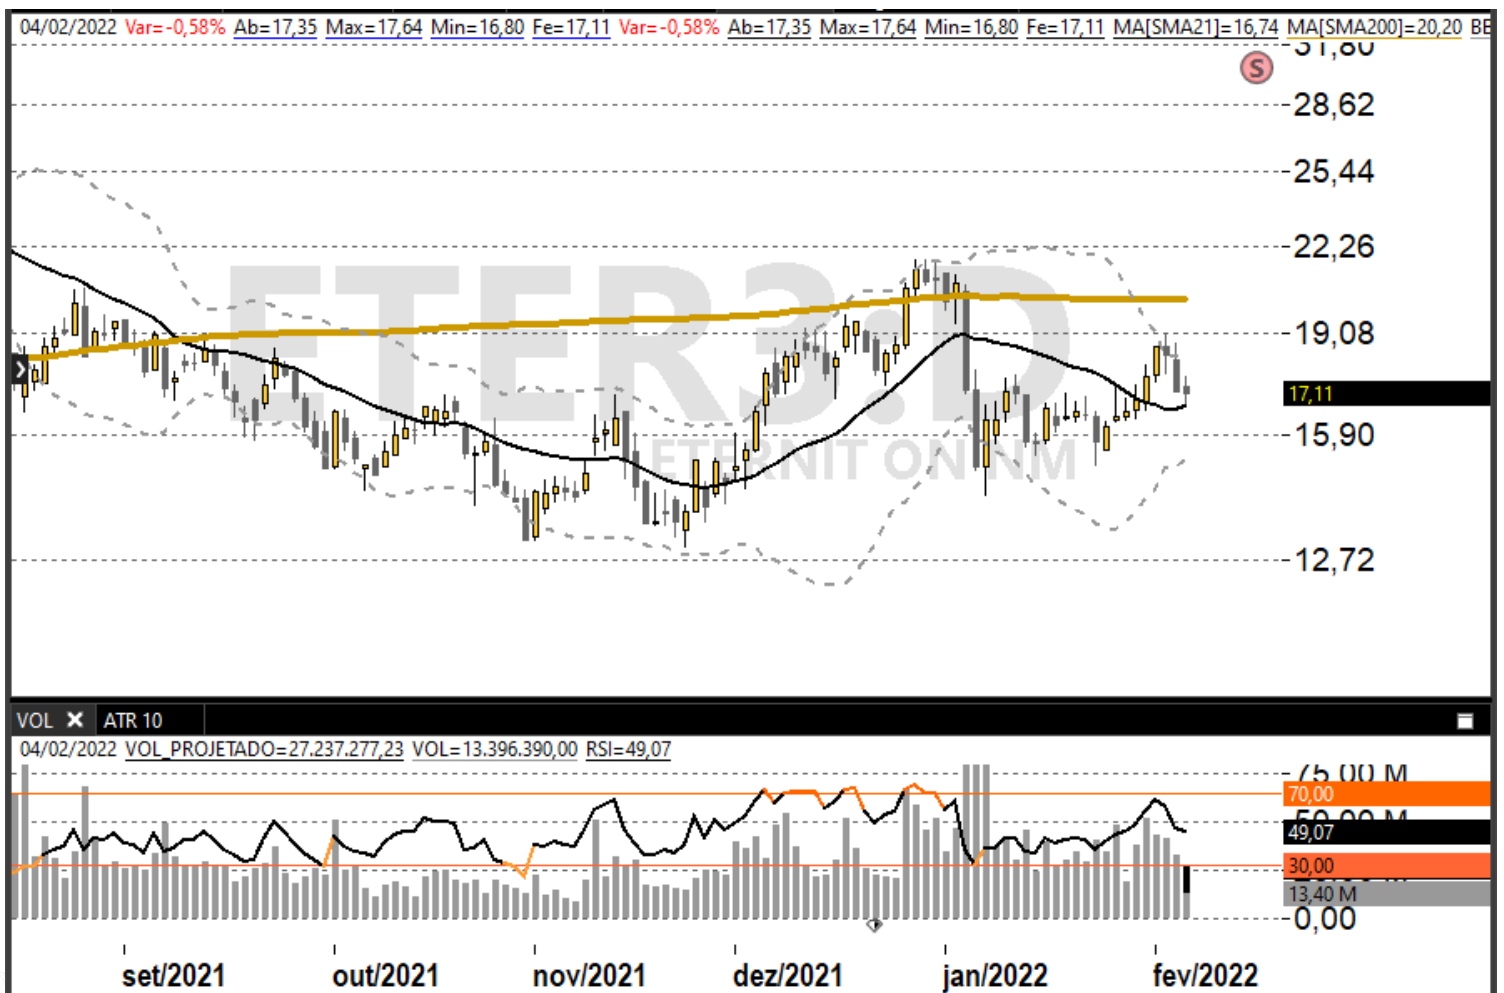 04/02/2022 Var=-0,58% Ab=17,35 Max=17,64 Min=16,80 Fe=17,11 Var=-0,58% Ab=17,35 Max=17,64 Min=16,80 Fe=17,11 MA[SMA21]=16,74 MA[SMA200]=20,20 BE
31,80
S
28,62
25,44
22,26
ETER3:D
19,08
17,11
15,90
ETERNIT ON NM
12,72
VOL ATR 10
04/02/2022 VOL_PROJETADO=27.237.277,23 VOL=13.396.390,00 RSI=49,07
75,00 M
70,00
49,07
30,00
13,40 M
0,00
set/2021 out/2021 nov/2021 dez/2021 jan/2022 fev/2022